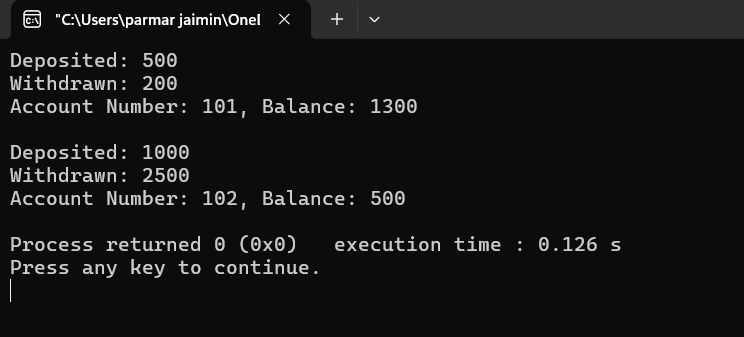 "C:\Users\parmar jaimin\OneI
Deposited: 500
Withdrawn: 200
Account Number: 101, Balance: 1300
Deposited: 1000
Withdrawn: 2500
Account Number: 102, Balance: 500
Process returned 0 (0x0)   execution time : 0.126 s
Press any key to continue.